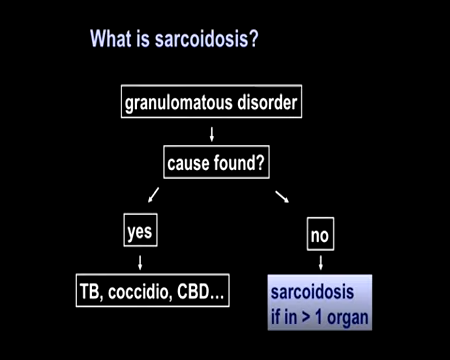 What is sarcoidosis?
granulomatous disorder
cause found?
yes
no
TB, coccidio, CBD...
sarcoidosis
if in > 1 organ